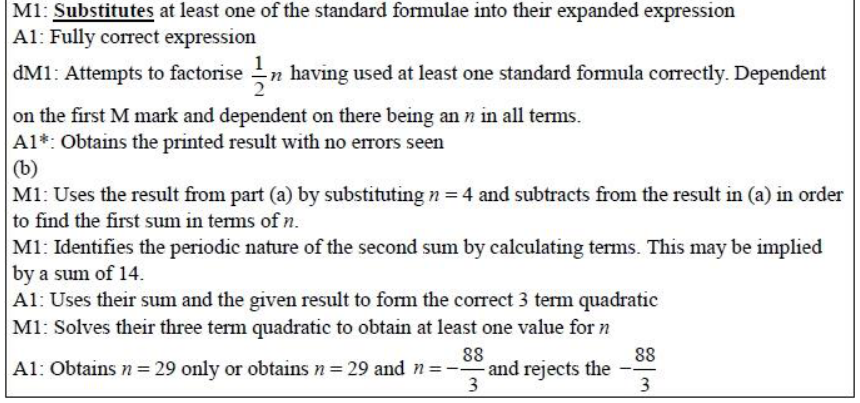 M1: Substitutes at least one of the standard formulae into their expanded expression
A1: Fully correct expression
dM1: Attempts to factorise 1/2 n having used at least one standard formula correctly. Dependent
on the first M mark and dependent on there being an n in all terms.
A1*: Obtains the printed result with no errors seen
(b)
M1: Uses the result from part (a) by substituting n = 4 and subtracts from the result in (a) in order
to find the first sum in terms of n.
M1: Identifies the periodic nature of the second sum by calculating terms. This may be implied
by a sum of 14.
A1: Uses their sum and the given result to form the correct 3 term quadratic
M1: Solves their three term quadratic to obtain at least one value for n
A1: Obtains n = 29 only or obtains n = 29 and n = -88/3 and rejects the -88/3